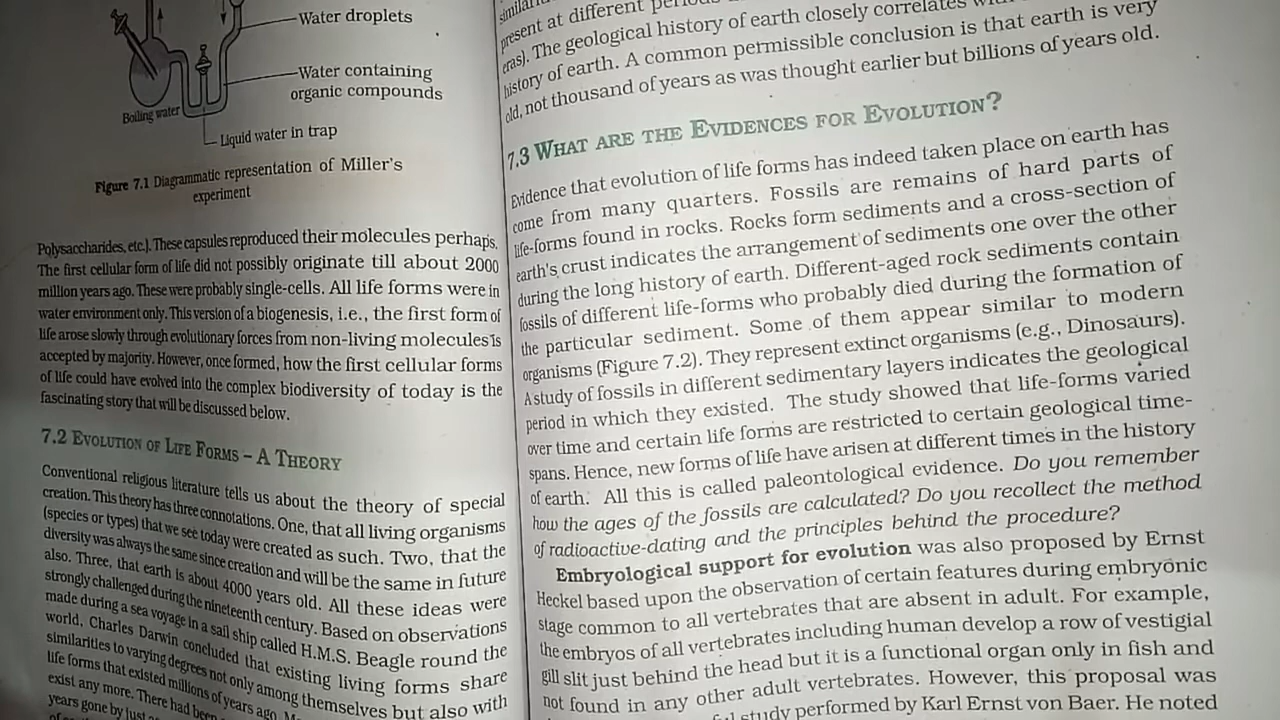 Water droplets
Water containing
organic compounds
Boiling water
Liquid water in trap
Figure 7.1 Diagrammatic representation of Miller's
experiment
Polysaccharides, etc.). These capsules reproduced their molecules perhaps.
The first cellular form of life did not possibly originate till about 2000
million years ago. These were probably single-cells. All life forms were in
water environment only. This version of a biogenesis, i.e., the first form of
life arose slowly through evolutionary forces from non-living molecules is
accepted by majority. However, once formed, how the first cellular forms
of life could have evolved into the complex biodiversity of today is the
fascinating story that will be discussed below.
7.2 Evolution of Life Forms – A Theory
Conventional religious literature tells us about the theory of special
creation. This theory has three connotations. One, that all living organisms
(species or types) that we see today were created as such. Two, that the
diversity was always the same since creation and will be the same in future
also. Three, that earth is about 4000 years old. All these ideas were
strongly challenged during the nineteenth century. Based on observations
made during a sea voyage in a sail ship called H.M.S. Beagle round the
world, Charles Darwin concluded that existing living forms share
similarities to varying degrees not only among themselves but also with
life forms that existed millions of years ago.
exist any more. There had been
years gone by just
present at different
eras). The geological history of earth closely correlates
history of earth. A common permissible conclusion is that earth is very
old, not thousand of years as was thought earlier but billions of years old.
7.3 What are the Evidences for Evolution?
Evidence that evolution of life forms has indeed taken place on earth has
come from many quarters. Fossils are remains of hard parts of
life-forms found in rocks. Rocks form sediments and a cross-section of
earth's crust indicates the arrangement of sediments one over the other
during the long history of earth. Different-aged rock sediments contain
fossils of different life-forms who probably died during the formation of
the particular sediment. Some of them appear similar to modern
organisms (Figure 7.2). They represent extinct organisms (e.g., Dinosaurs).
A study of fossils in different sedimentary layers indicates the geological
period in which they existed. The study showed that life-forms varied
over time and certain life forms are restricted to certain geological time-
spans. Hence, new forms of life have arisen at different times in the history
of earth. All this is called paleontological evidence. Do you remember
how the ages of the fossils are calculated? Do you recollect the method
of radioactive-dating and the principles behind the procedure?
Embryological support for evolution was also proposed by Ernst
Heckel based upon the observation of certain features during embryonic
stage common to all vertebrates that are absent in adult. For example,
the embryos of all vertebrates including human develop a row of vestigial
gill slit just behind the head but it is a functional organ only in fish and
not found in any other adult vertebrates. However, this proposal was
study performed by Karl Ernst von Baer. He noted